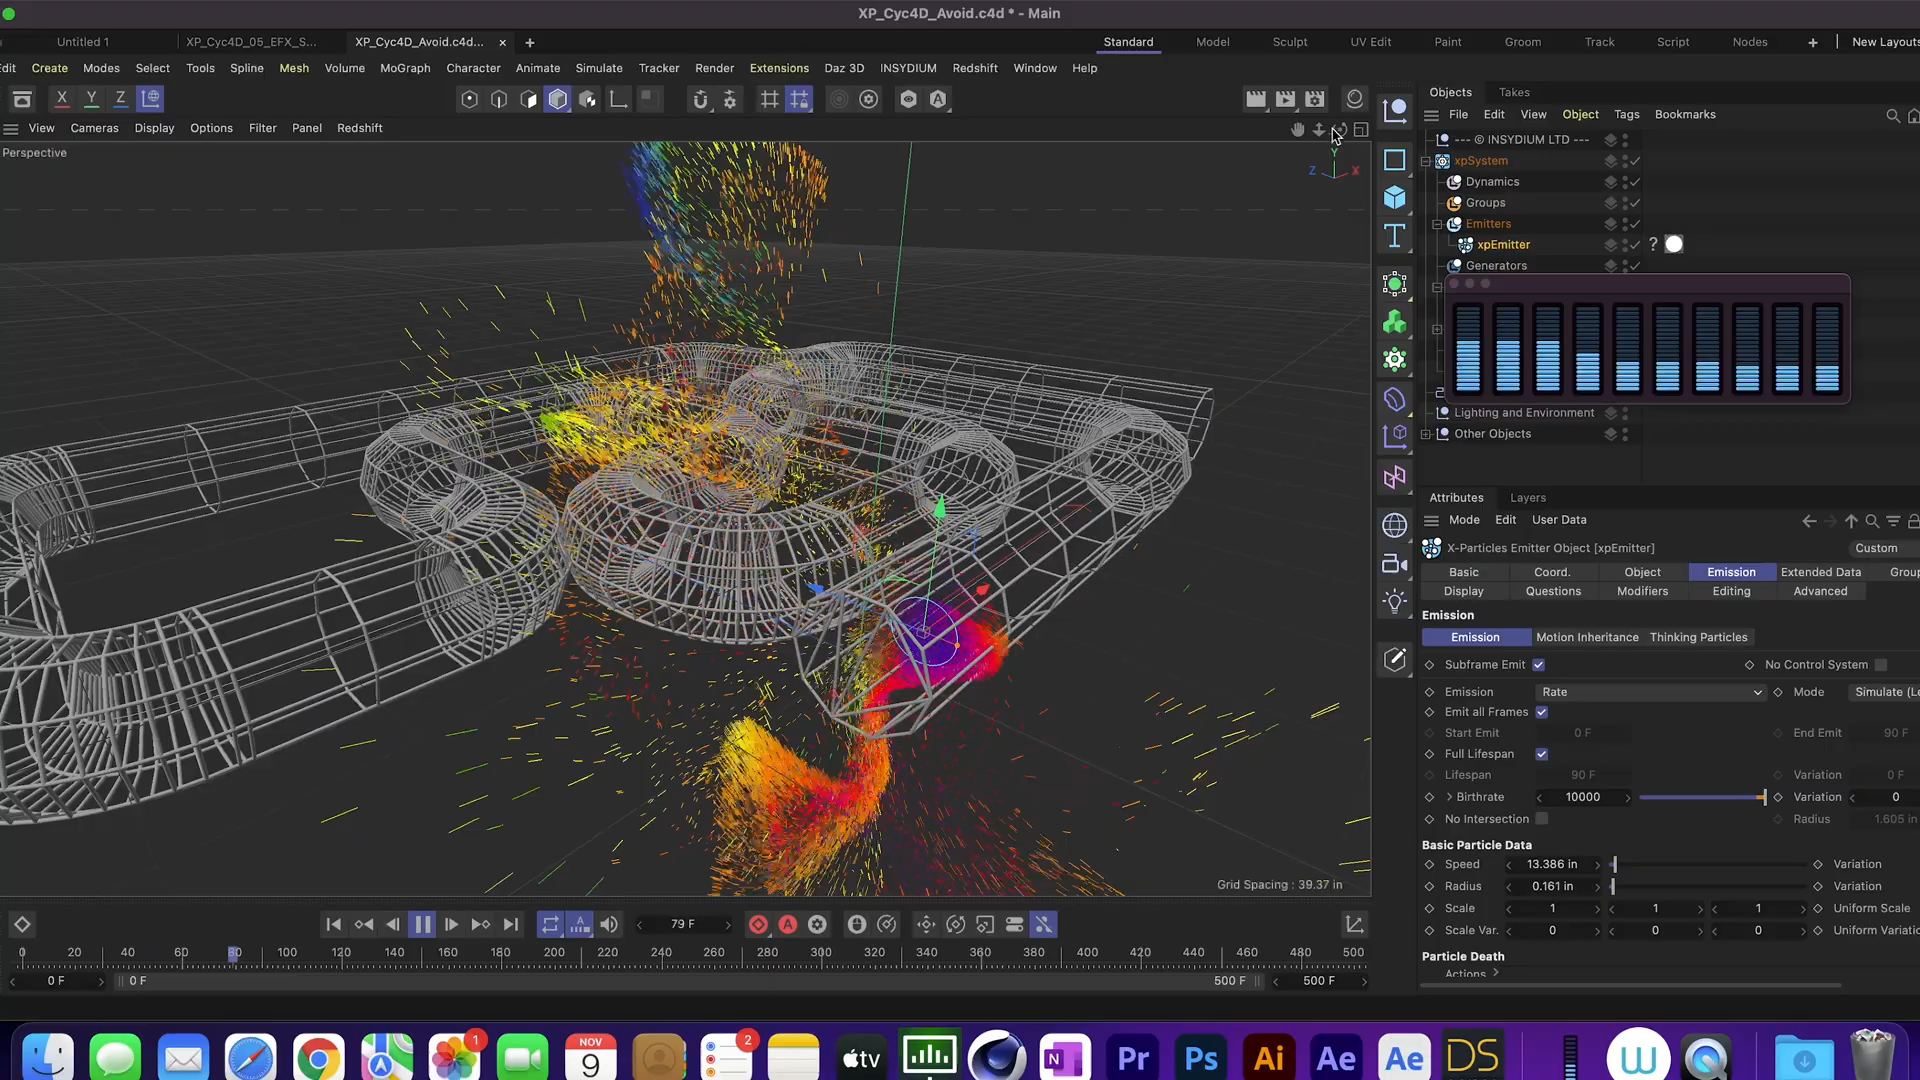 XP_Cyc4D_Avoid.c4d * - Main
Untitled 1
XP_Cyc4D_05_EFX_S...
XP_Cyc4D_Avoid.c4d...
Standard
Model
Sculpt
UV Edit
Paint
Groom
Track
Script
Nodes
New Layouts
dit
Create
Modes
Select
Tools
Spline
Mesh
Volume
MoGraph
Character
Animate
Simulate
Tracker
Render
Extensions
Daz 3D
INSYDIUM
Redshift
Window
Help
X
Y
Z
View
Cameras
Display
Options
Filter
Panel
Redshift
Perspective
Y
Z
X
Grid Spacing : 39.37 in
Objects
Takes
File
Edit
View
Object
Tags
Bookmarks
--- © INSYDIUM LTD ---
xpSystem
Dynamics
Groups
Emitters
xpEmitter
?
Generators
Lighting and Environment
Other Objects
Attributes
Layers
Mode
Edit
User Data
X-Particles Emitter Object [xpEmitter]
Custom
Basic
Coord.
Object
Emission
Extended Data
Group
Display
Questions
Modifiers
Editing
Advanced
Emission
Emission
Motion Inheritance
Thinking Particles
Subframe Emit
No Control System
Emission
Rate
Mode
Simulate (Le
Emit all Frames
Start Emit
0 F
End Emit
90 F
Full Lifespan
Lifespan
90 F
Variation
0 F
Birthrate
10000
Variation
0
No Intersection
Radius
1.605 in
Basic Particle Data
Speed
13.386 in
Variation
Radius
0.161 in
Variation
Scale
1
1
1
Uniform Scale
Scale Var.
0
0
0
Uniform Variatio
Particle Death
Actions
79 F
0 20 40 60 80 100 120 140 160 180 200 220 240 260 280 300 320 340 360 380 400 420 440 460 480 500
0 F
0 F
500 F
500 F
1
NOV
9
2
tv
N
Pr
Ps
Ai
Ae
Ae
DS
W